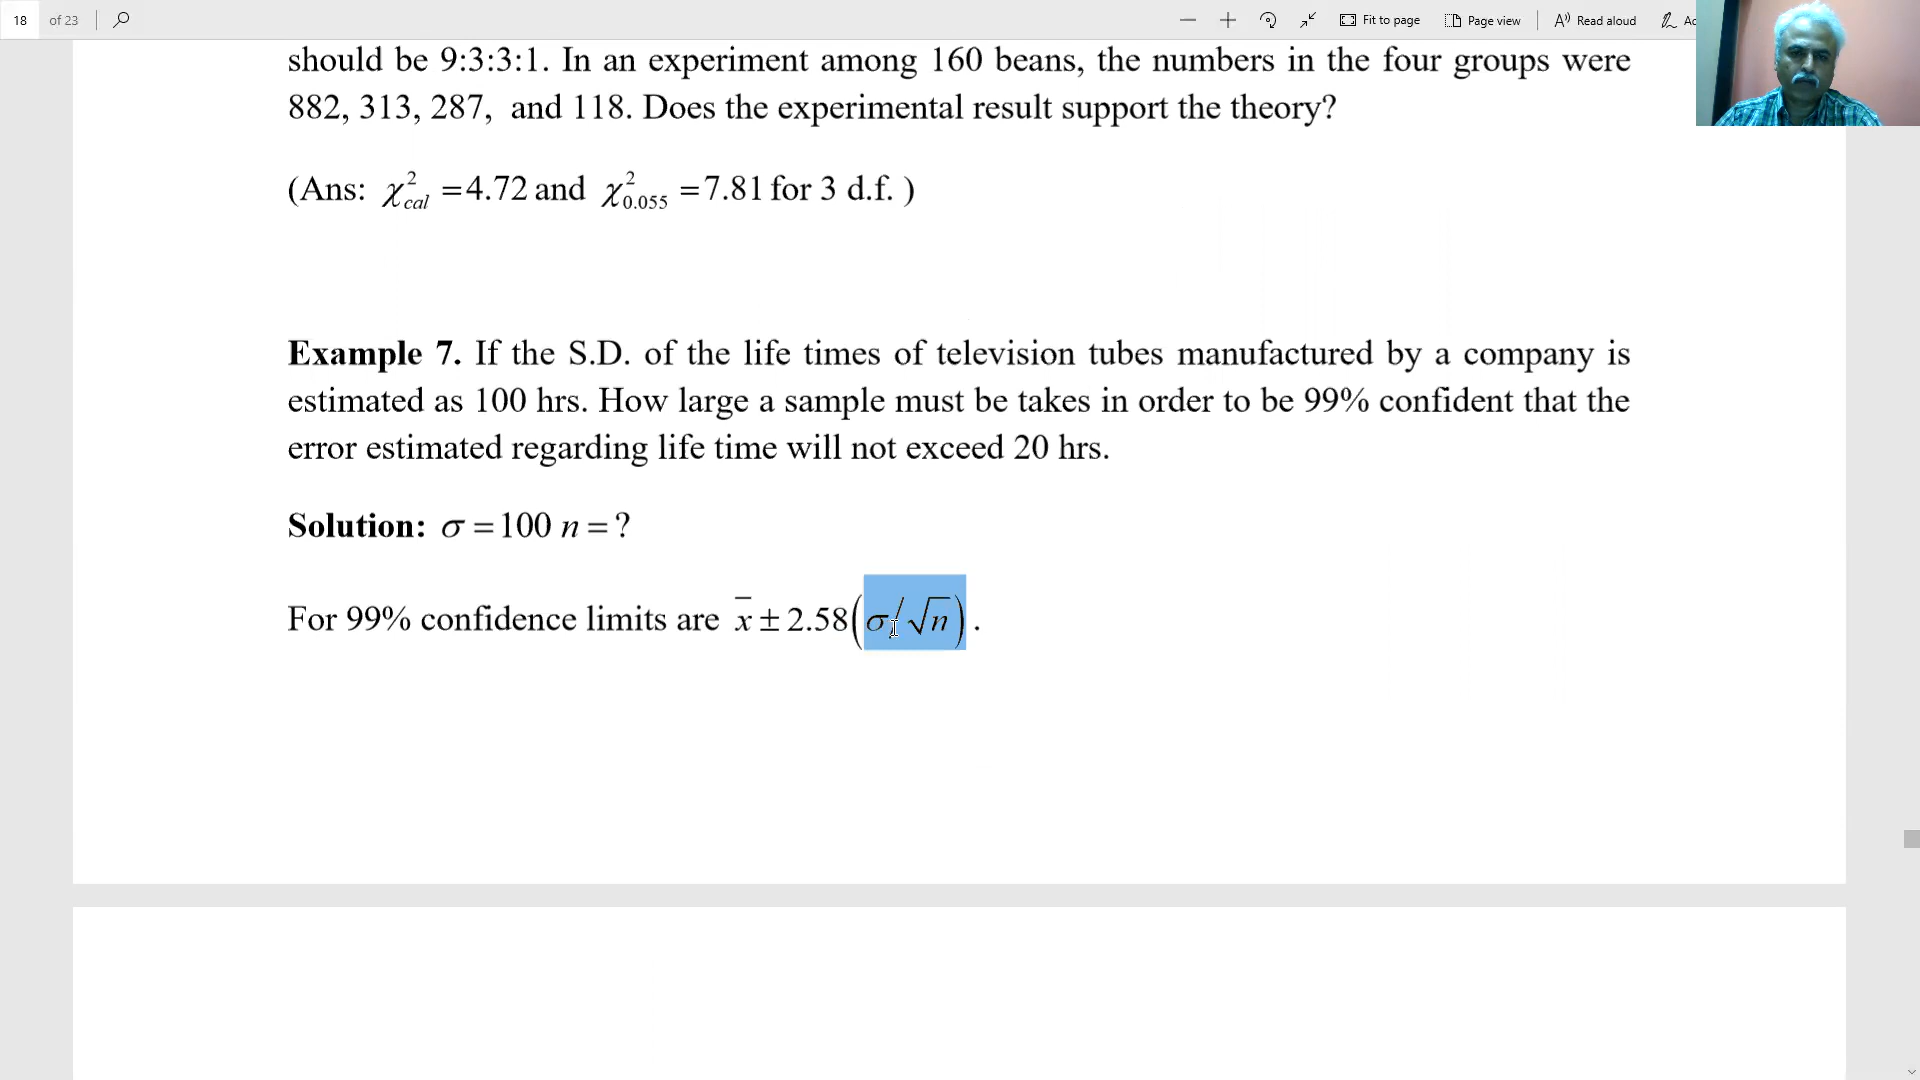 18 of 23 Fit to page Page view Read aloud
should be 9:3:3:1. In an experiment among 160 beans, the numbers in the four groups were
882, 313, 287, and 118. Does the experimental result support the theory?
(Ans: χ²cal = 4.72 and χ²0.055 = 7.81 for 3 d.f. )
Example 7. If the S.D. of the life times of television tubes manufactured by a company is
estimated as 100 hrs. How large a sample must be takes in order to be 99% confident that the
error estimated regarding life time will not exceed 20 hrs.
Solution: σ = 100 n = ?
For 99% confidence limits are x̄ ± 2.58(σ/√n).